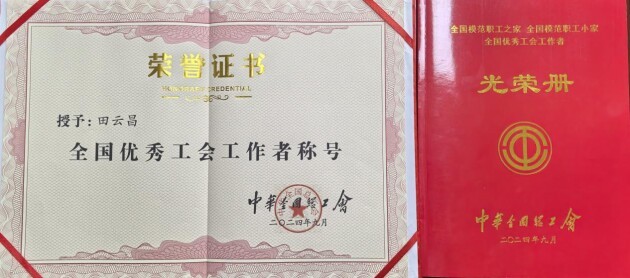 荣誉证书
HONORARY CREDENTIAL
授予：田云昌
全国优秀工会工作者称号
中华全国总工会
二〇二四年九月
全国模范职工之家 全国模范职工小家
全国优秀工会工作者
光荣册
中华全国总工会
二〇二四年九月